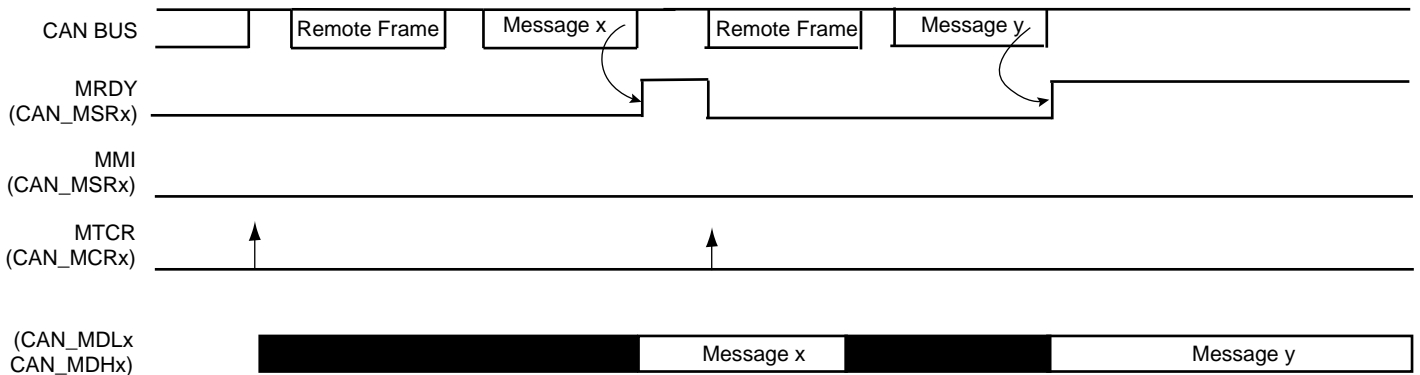 CAN BUS
Remote Frame
Message x
Remote Frame
Message y
MRDY
(CAN_MSRx)
MMI
(CAN_MSRx)
MTCR
(CAN_MCRx)
(CAN_MDLx
CAN_MDHx)
Message x
Message y